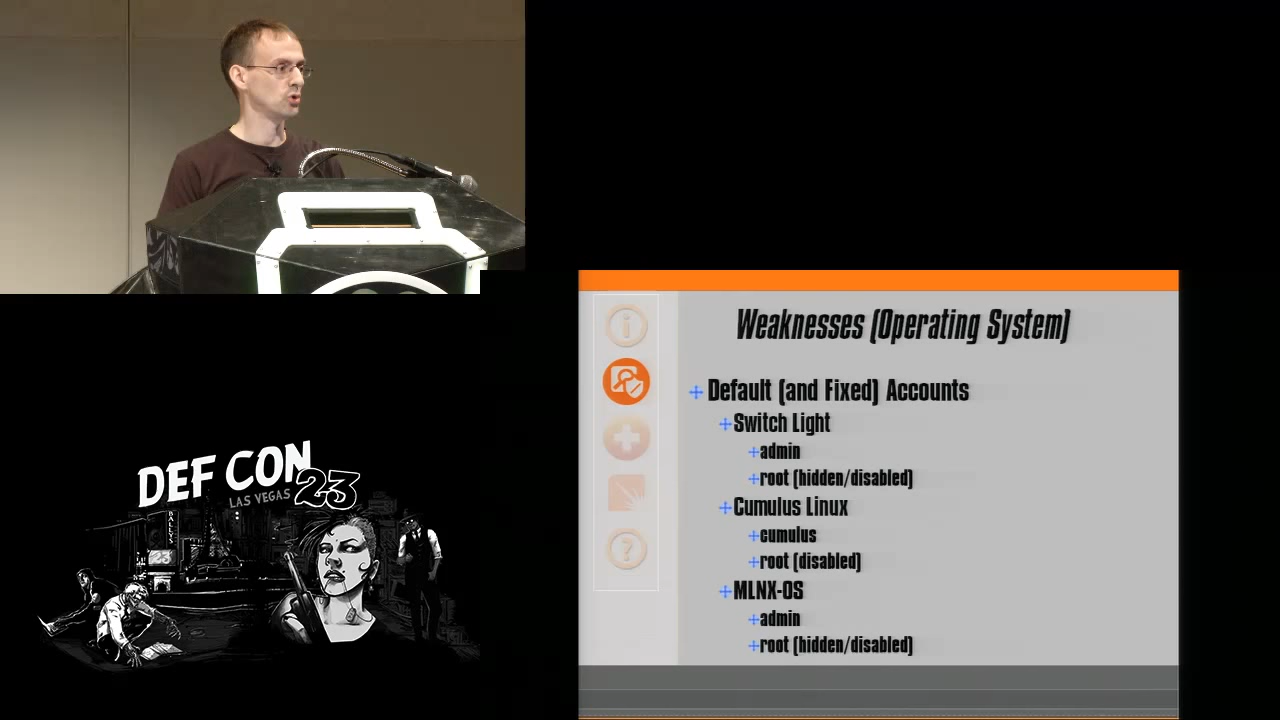 Weaknesses (Operating System)
Default (and Fixed) Accounts
Switch Light
admin
root (hidden/disabled)
Cumulus Linux
cumulus
root (disabled)
MLNX-OS
admin
root (hidden/disabled)
DEF CON
LAS VEGAS 23
BALLYS